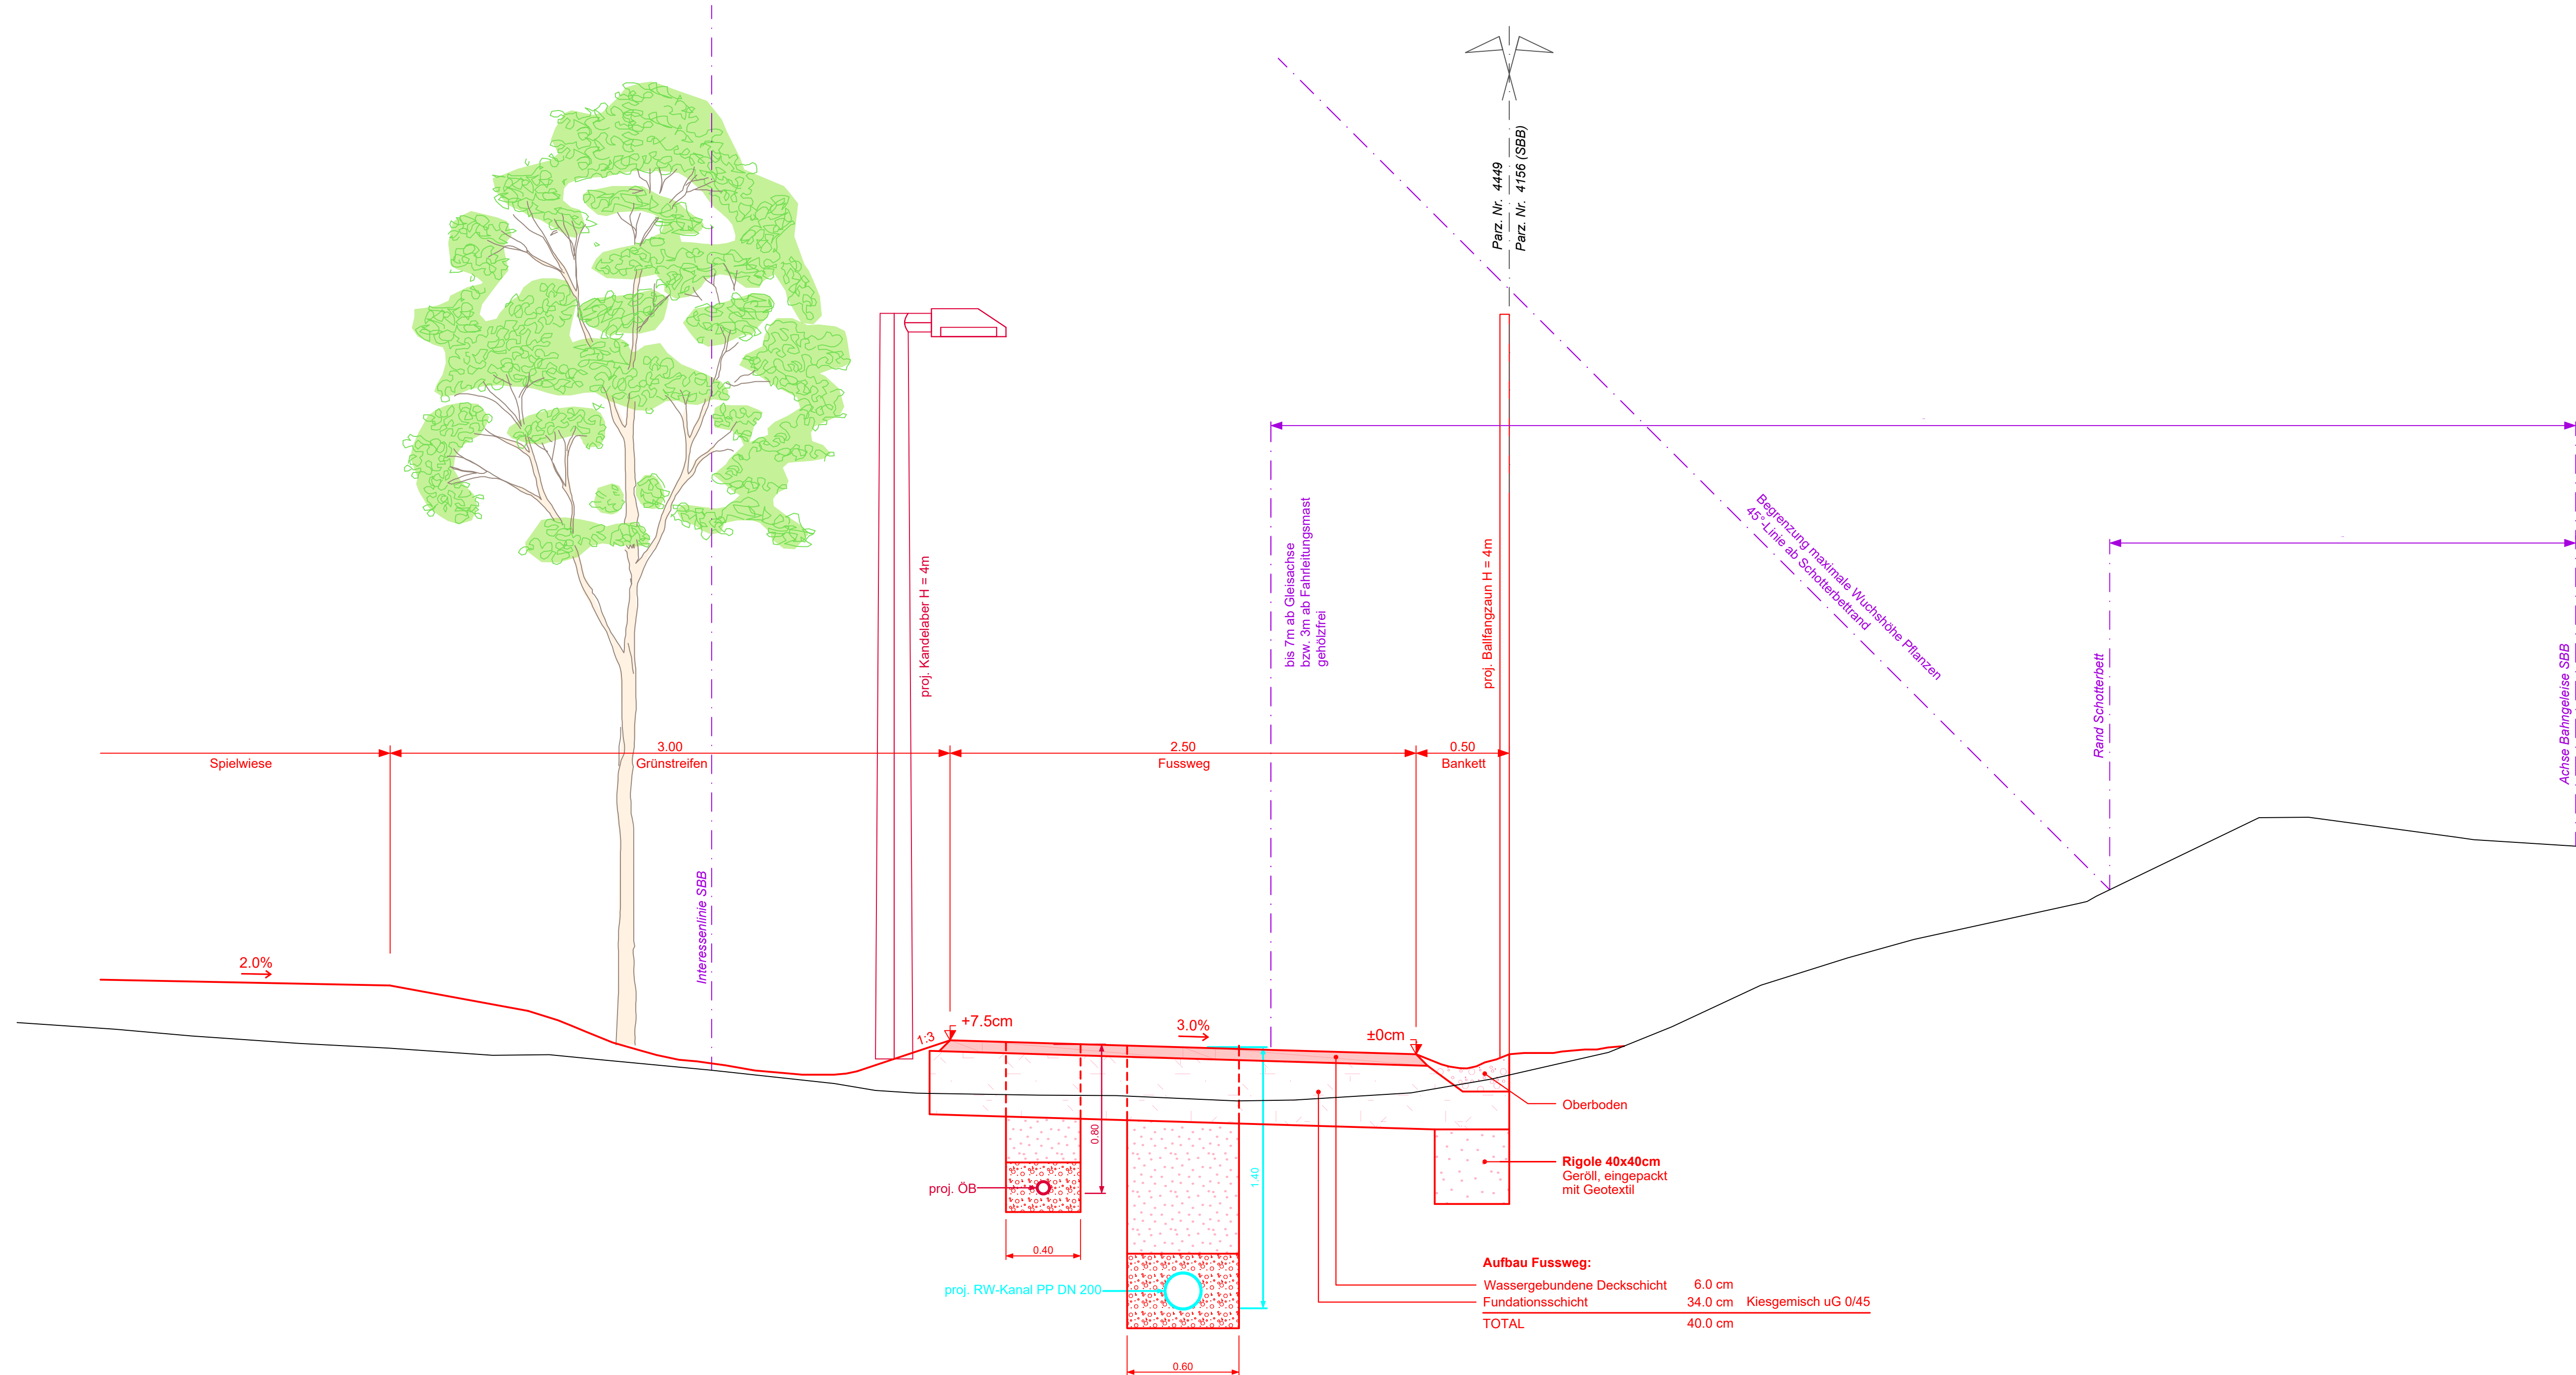 Parz. Nr. 4449
Parz. Nr. 4156 (SBB)
proj. Kandelaber H = 4m
bis 7m ab Gleisachse
bzw. 3m ab Fahrleitungsmast
gehölzfrei
proj. Ballfangzaun H = 4m
Begrenzung maximale Wuchshöhe Pflanzen
45°-Linie ab Schotterbettrand
Rand Schotterbett
Achse Bahngeleise SBB
Interessenlinie SBB
3.00
2.50
0.50
Spielwiese
Grünstreifen
Fussweg
Bankett
2.0%
1:3
+7.5cm
3.0%
±0cm
Oberboden
0.80
1.40
Rigole 40x40cm
Geröll, eingepackt
mit Geotextil
proj. ÖB
0.40
proj. RW-Kanal PP DN 200
0.60
Aufbau Fussweg:
Wassergebundene Deckschicht 6.0 cm
Fundationsschicht 34.0 cm Kiesgemisch uG 0/45
TOTAL 40.0 cm